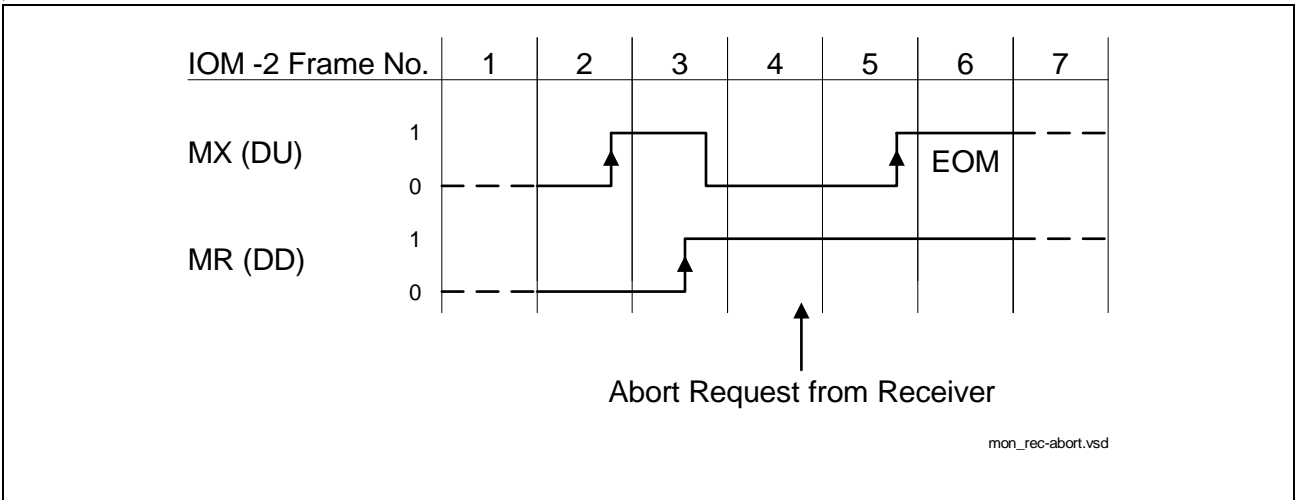 IOM -2 Frame No. 1 2 3 4 5 6 7
1
MX (DU)
EOM
0
1
MR (DD)
0
Abort Request from Receiver
mon_rec-abort.vsd